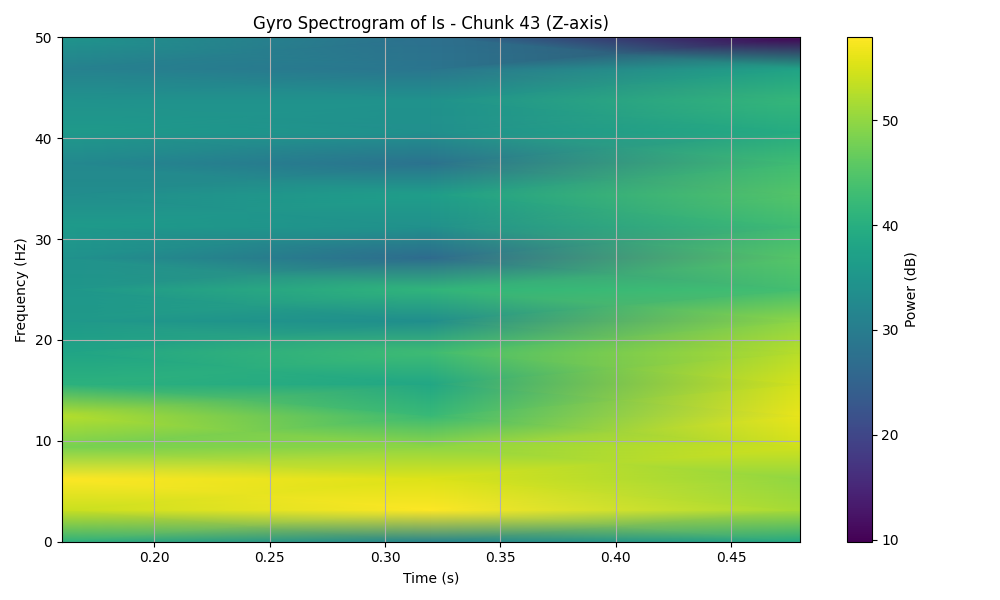 Gyro Spectrogram of Is - Chunk 43 (Z-axis)
50
40
30
20
10
0
Frequency (Hz)
0.20 0.25 0.30 0.35 0.40 0.45
Time (s)
50
40
30
20
10
Power (dB)